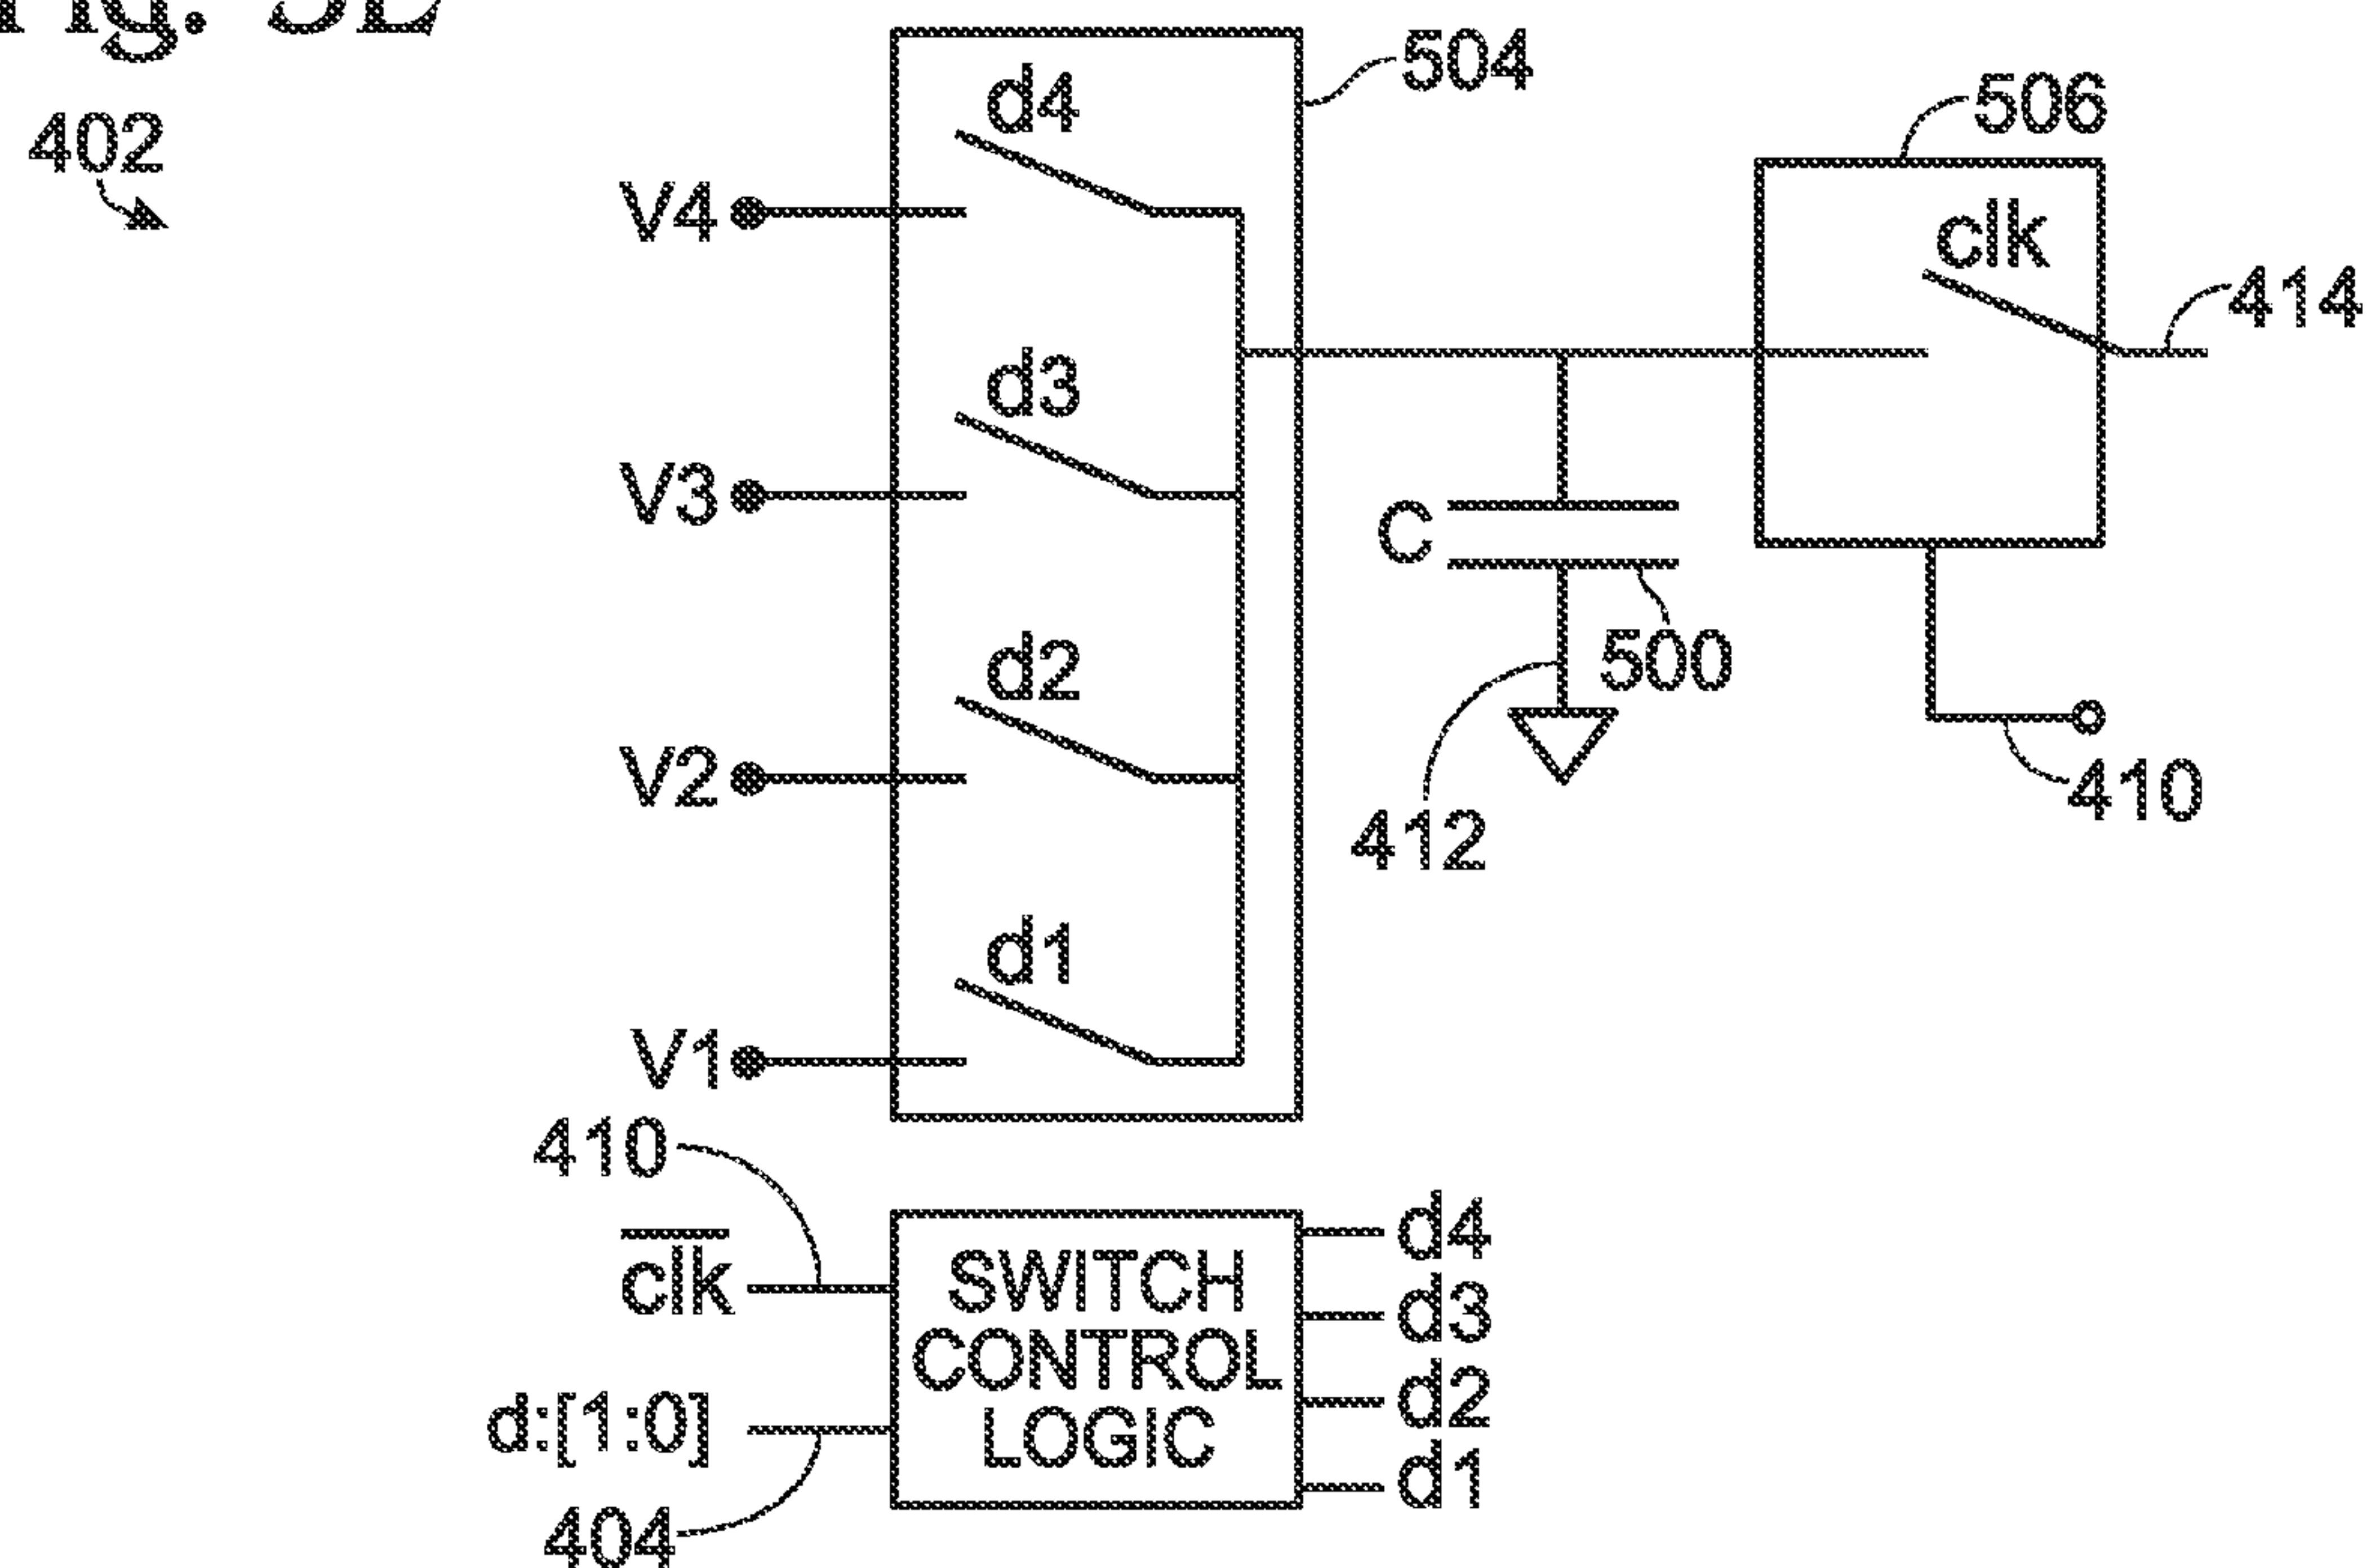 504
d4
506
402
V4
clk
414
d3
V3
C
d2
500
V2
410
412
d1
V1
410
d4
clk
SWITCH
CONTROL
LOGIC
d3
d2
d:[1:0]
d1
404